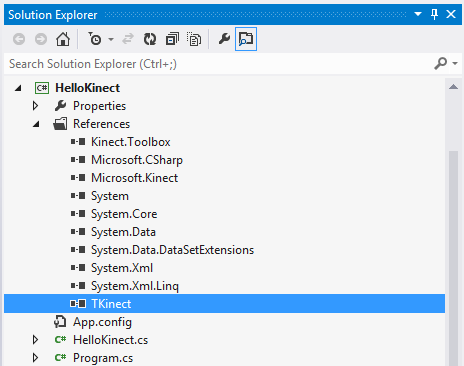 Solution Explorer
Search Solution Explorer (Ctrl+;)
C# HelloKinect
Properties
References
Kinect.Toolbox
Microsoft.CSharp
Microsoft.Kinect
System
System.Core
System.Data
System.Data.DataSetExtensions
System.Xml
System.Xml.Linq
TKinect
App.config
C# HelloKinect.cs
C# Program.cs